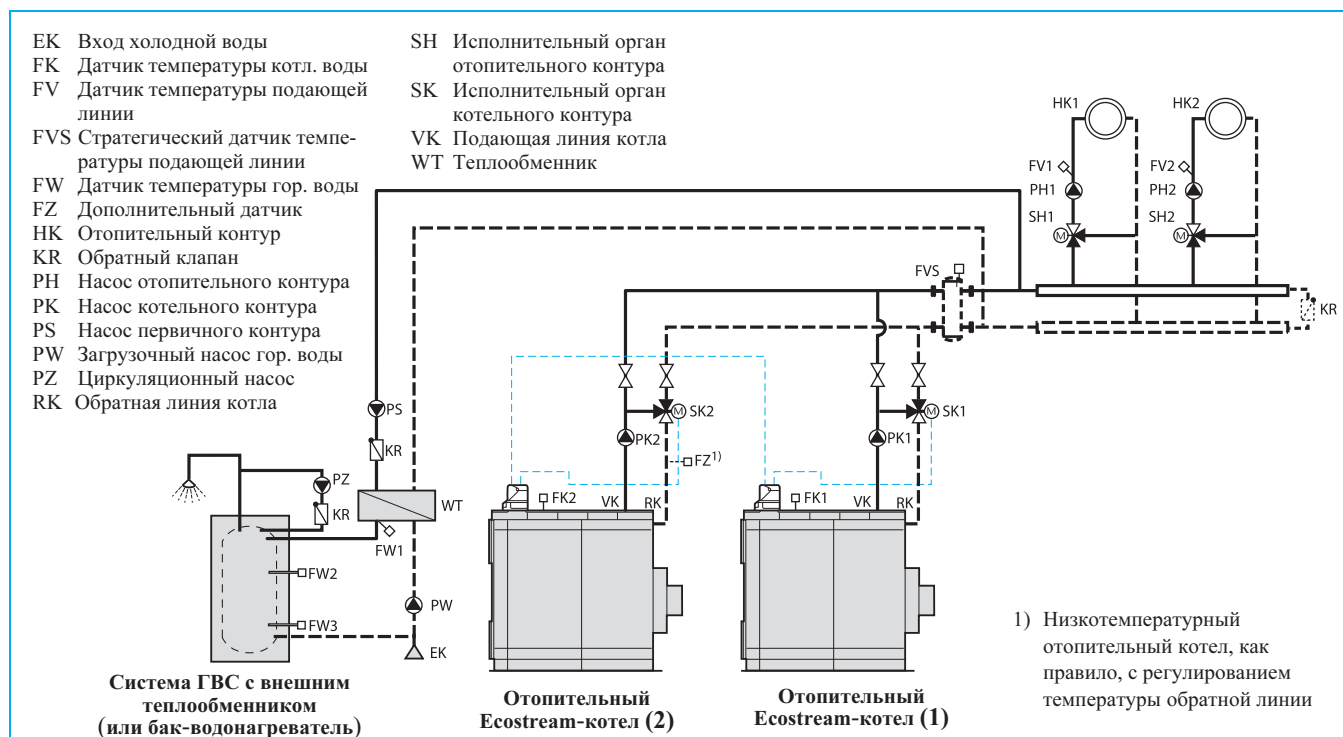 EK Вход холодной воды
FK Датчик температуры котл. воды
FV Датчик температуры подающей
линии
FVS Стратегический датчик темпе-
ратуры подающей линии
FW Датчик температуры гор. воды
FZ Дополнительный датчик
HK Отопительный контур
KR Обратный клапан
PH Насос отопительного контура
PK Насос котельного контура
PS Насос первичного контура
PW Загрузочный насос гор. воды
PZ Циркуляционный насос
RK Обратная линия котла
SH Исполнительный орган
отопительного контура
SK Исполнительный орган
котельного контура
VK Подающая линия котла
WT Теплообменник
HK1
HK2
FV1
FV2
PH1
PH2
SH1
M
SH2
M
FVS
KR
PS
KR
M
SK2
M
SK1
PK2
PK1
FZ1)
PZ
KR
WT
FW1
FK2
VK
RK
FK1
VK
RK
FW2
FW3
PW
EK
Система ГВС с внешним
теплообменником
(или бак-водонагреватель)
Отопительный
Ecostream-котел (2)
Отопительный
Ecostream-котел (1)
1) Низкотемпературный
отопительный котел, как
правило, с регулированием
температуры обратной линии